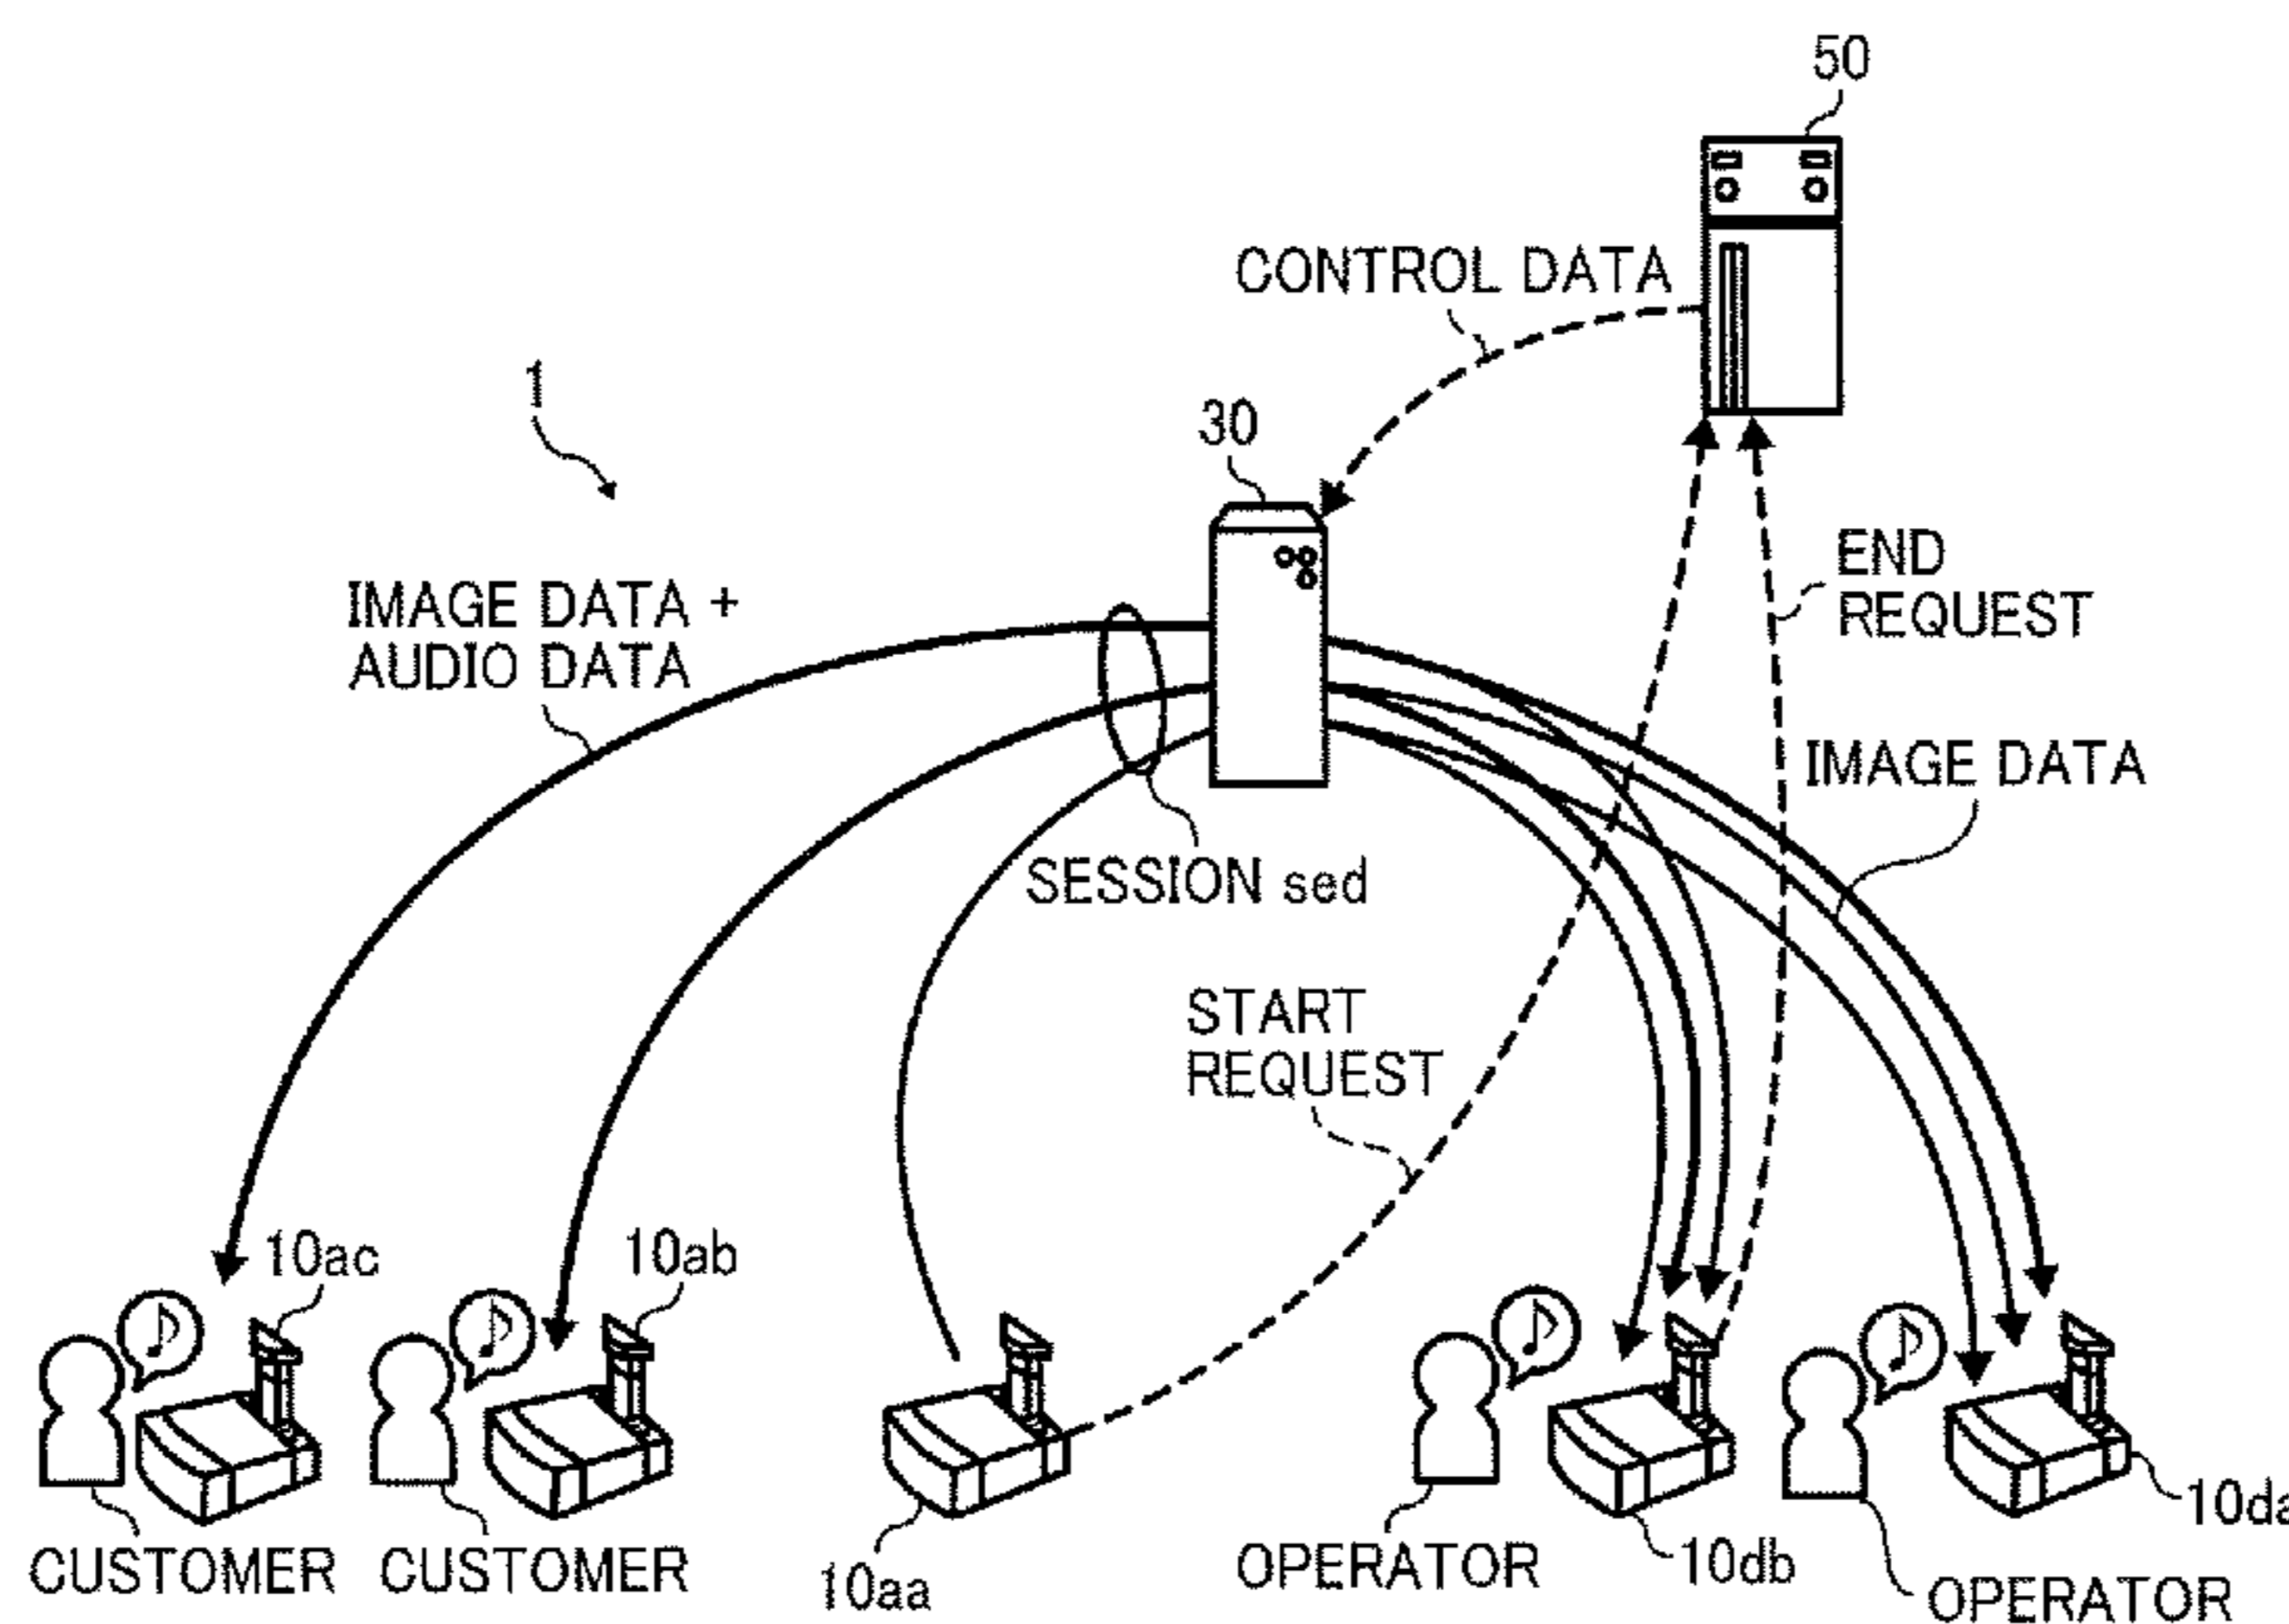 50
CONTROL DATA
1
30
END
REQUEST
IMAGE DATA +
AUDIO DATA
IMAGE DATA
SESSION sed
START
REQUEST
10ac
10ab
10da
CUSTOMER
CUSTOMER
10aa
OPERATOR
10db
OPERATOR